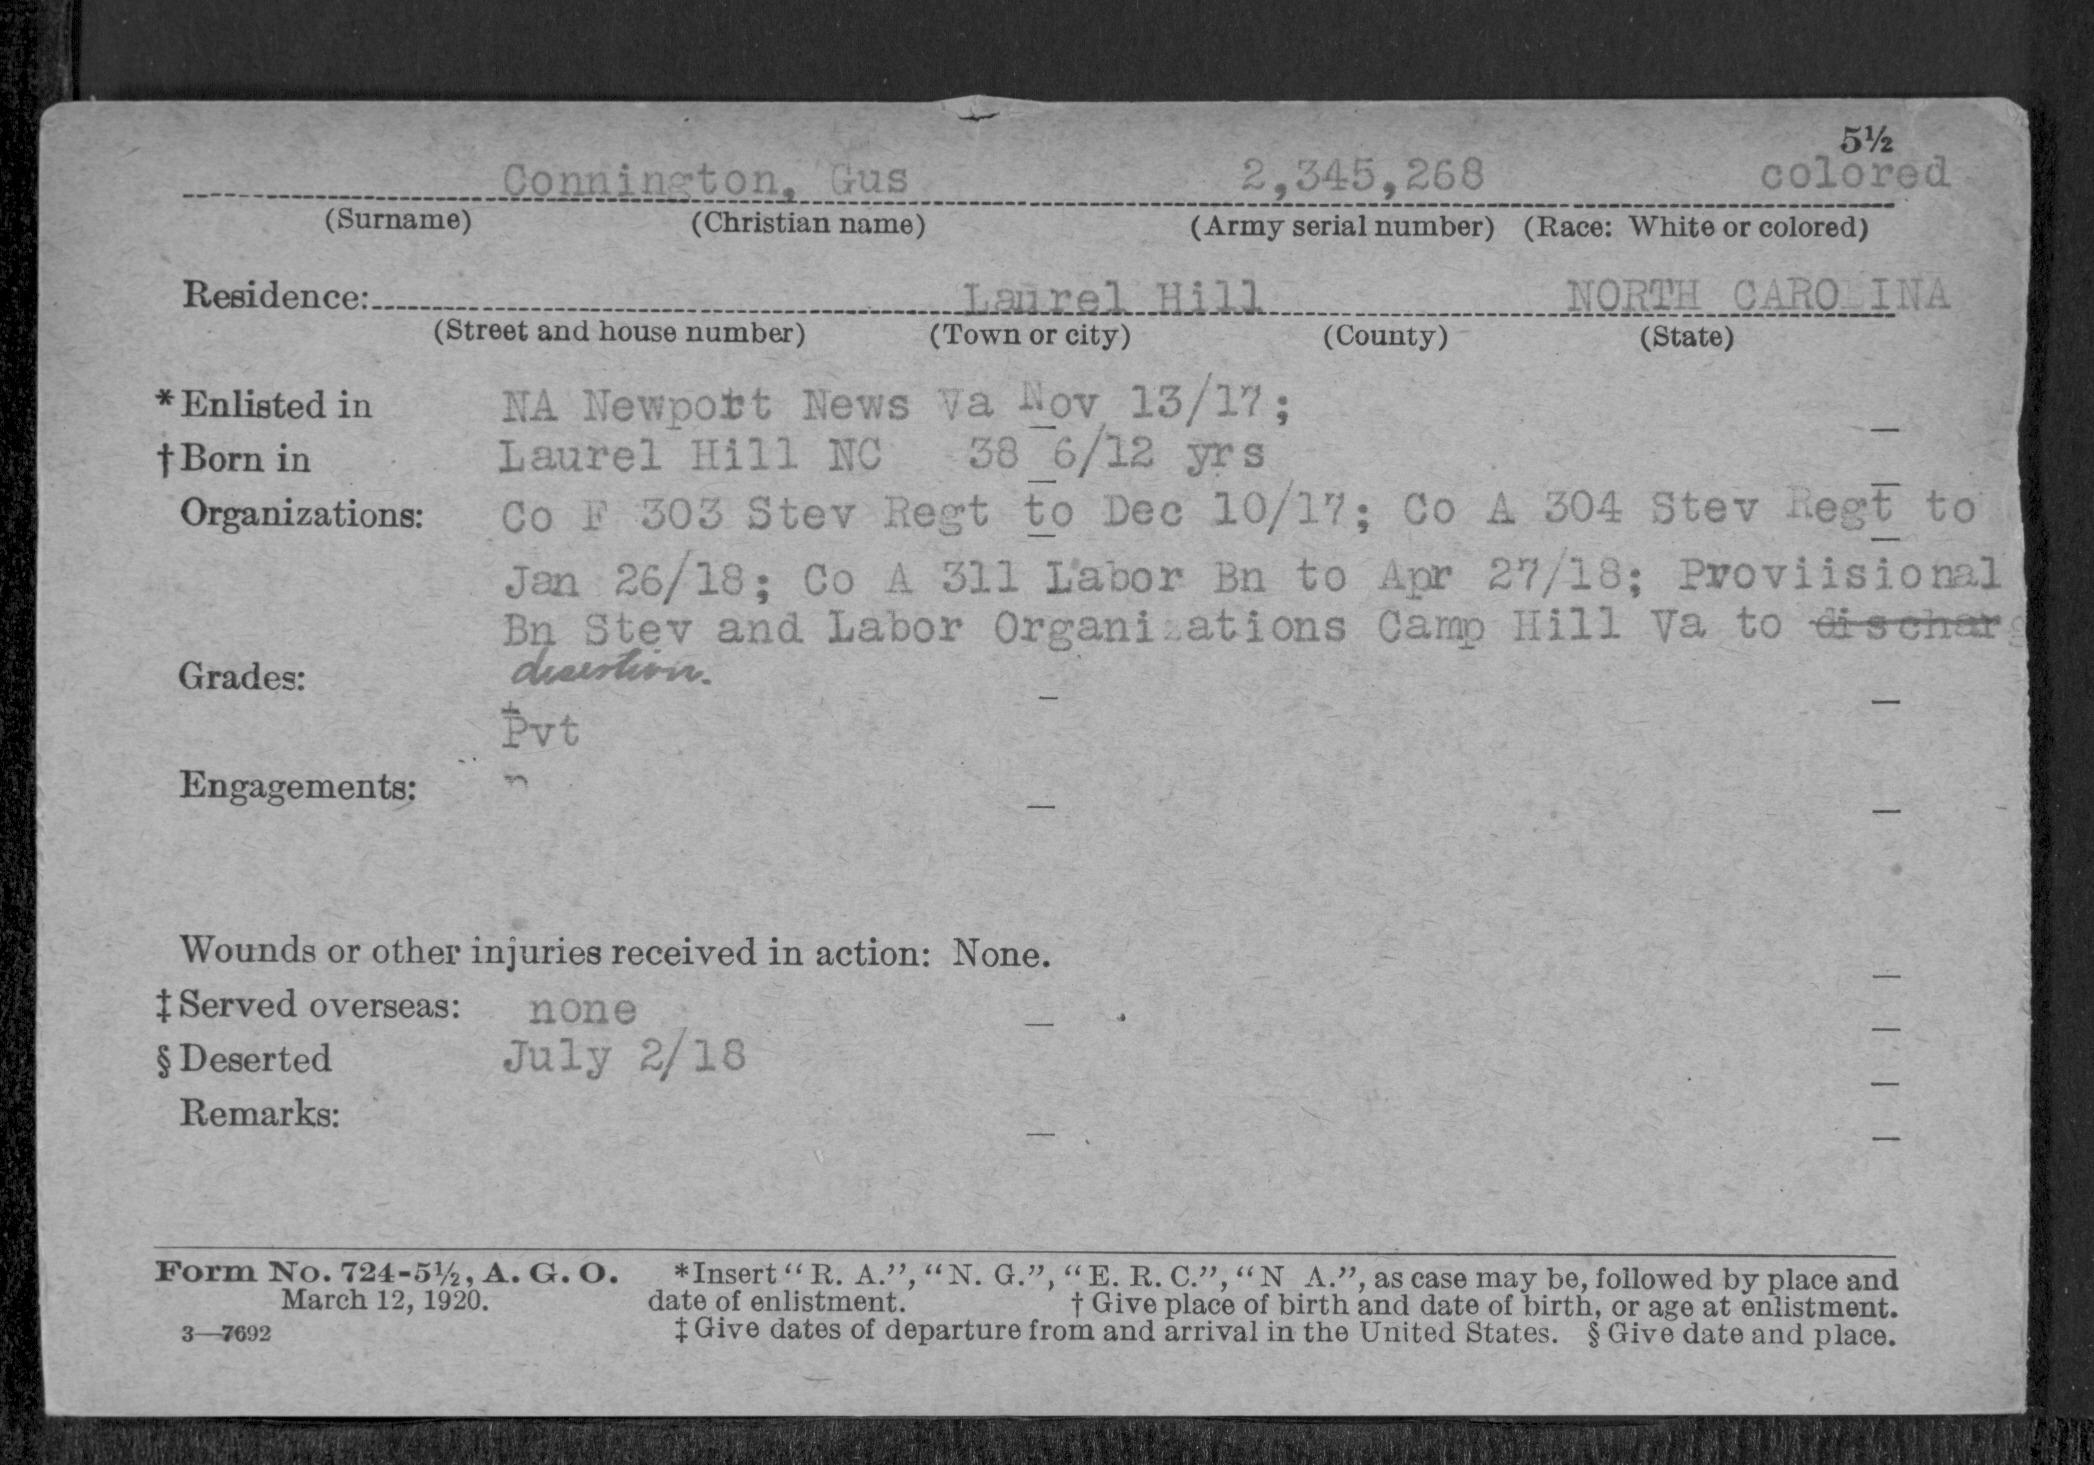 5½
Connington, Gus 2,345,268 colored
(Surname) (Christian name) (Army serial number) (Race: White or colored)
Residence: Laurel Hill NORTH CAROLINA
(Street and house number) (Town or city) (County) (State)
*Enlisted in NA Newport News Va Nov 13/17;
†Born in Laurel Hill NC 38 6/12 yrs
Organizations: Co F 303 Stev Regt to Dec 10/17; Co A 304 Stev Regt to
Jan 26/18; Co A 311 Labor Bn to Apr 27/18; Proviisional
Bn Stev and Labor Organizations Camp Hill Va to discharg
Grades: desertion.
Pvt
Engagements:
Wounds or other injuries received in action: None.
‡Served overseas: none
§Deserted July 2/18
Remarks:
Form No. 724-5½, A. G. O. *Insert "R. A.", "N. G.", "E. R. C.", "N A.", as case may be, followed by place and
March 12, 1920. date of enlistment. †Give place of birth and date of birth, or age at enlistment.
3—7692 ‡Give dates of departure from and arrival in the United States. §Give date and place.